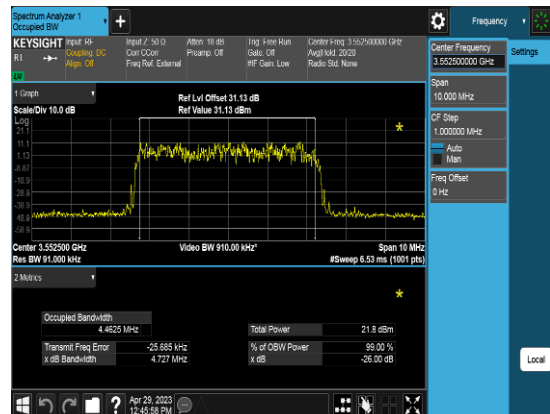 Spectrum Analyzer 1
Occupied BW
+
Frequency
KEYSIGHT
R L
Input: RF
Coupling: DC
Align: Off
Input Z: 50 Ω
Corr CCorr
Freq Ref: External
Atten: 18 dB
Preamp: Off
Trig: Free Run
Gate: Off
#IF Gain: Low
Center Freq: 3.552500000 GHz
Avg|Hold: 20/20
Radio Std: None
LW
1 Graph
Scale/Div 10.0 dB
Ref Lvl Offset 31.13 dB
Ref Value 31.13 dBm
Log
21.1
11.1
1.13
-8.87
-18.9
-28.9
-38.9
-48.9
-58.9
Center 3.552500 GHz
Res BW 91.000 kHz
Video BW 910.00 kHz*
Span 10 MHz
#Sweep 6.53 ms (1001 pts)
2 Metrics
Occupied Bandwidth
4.4625 MHz
Total Power 21.8 dBm
Transmit Freq Error -25.685 kHz
% of OBW Power 99.00 %
x dB Bandwidth 4.727 MHz
x dB -26.00 dB
Center Frequency
3.552500000 GHz
Settings
Span
10.000 MHz
CF Step
1.000000 MHz
Auto
Man
Freq Offset
0 Hz
Local
?
Apr 29, 2023
12:45:58 PM